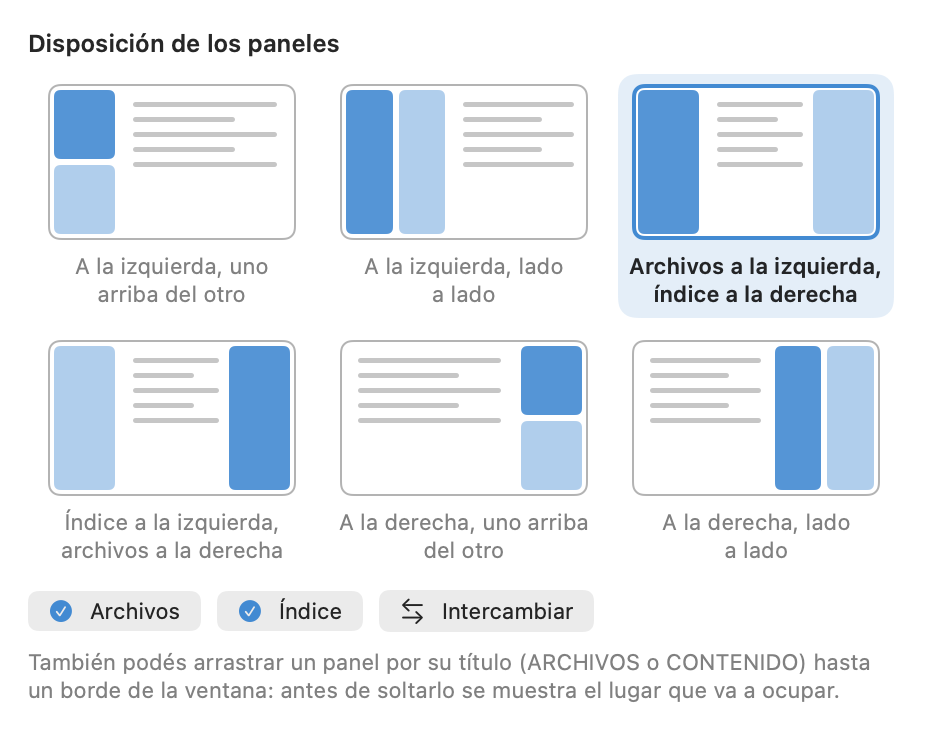 Disposición de los paneles
A la izquierda, uno
arriba del otro
A la izquierda, lado
a lado
Archivos a la izquierda,
índice a la derecha
Índice a la izquierda,
archivos a la derecha
A la derecha, uno arriba
del otro
A la derecha, lado
a lado
Archivos
Índice
Intercambiar
También podés arrastrar un panel por su título (ARCHIVOS o CONTENIDO) hasta
un borde de la ventana: antes de soltarlo se muestra el lugar que va a ocupar.